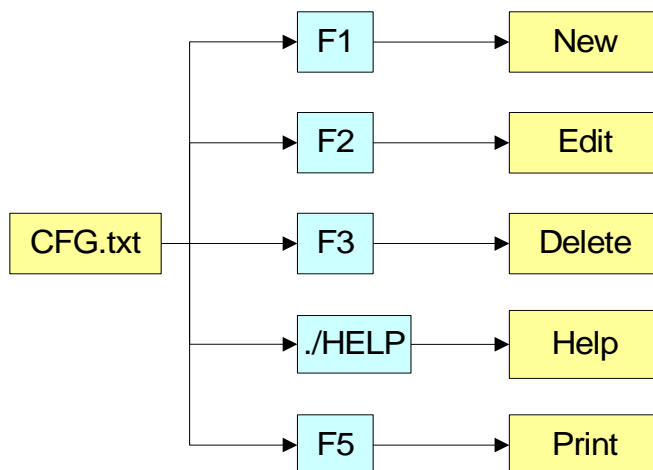 F1
New
F2
Edit
CFG.txt
F3
Delete
./HELP
Help
F5
Print